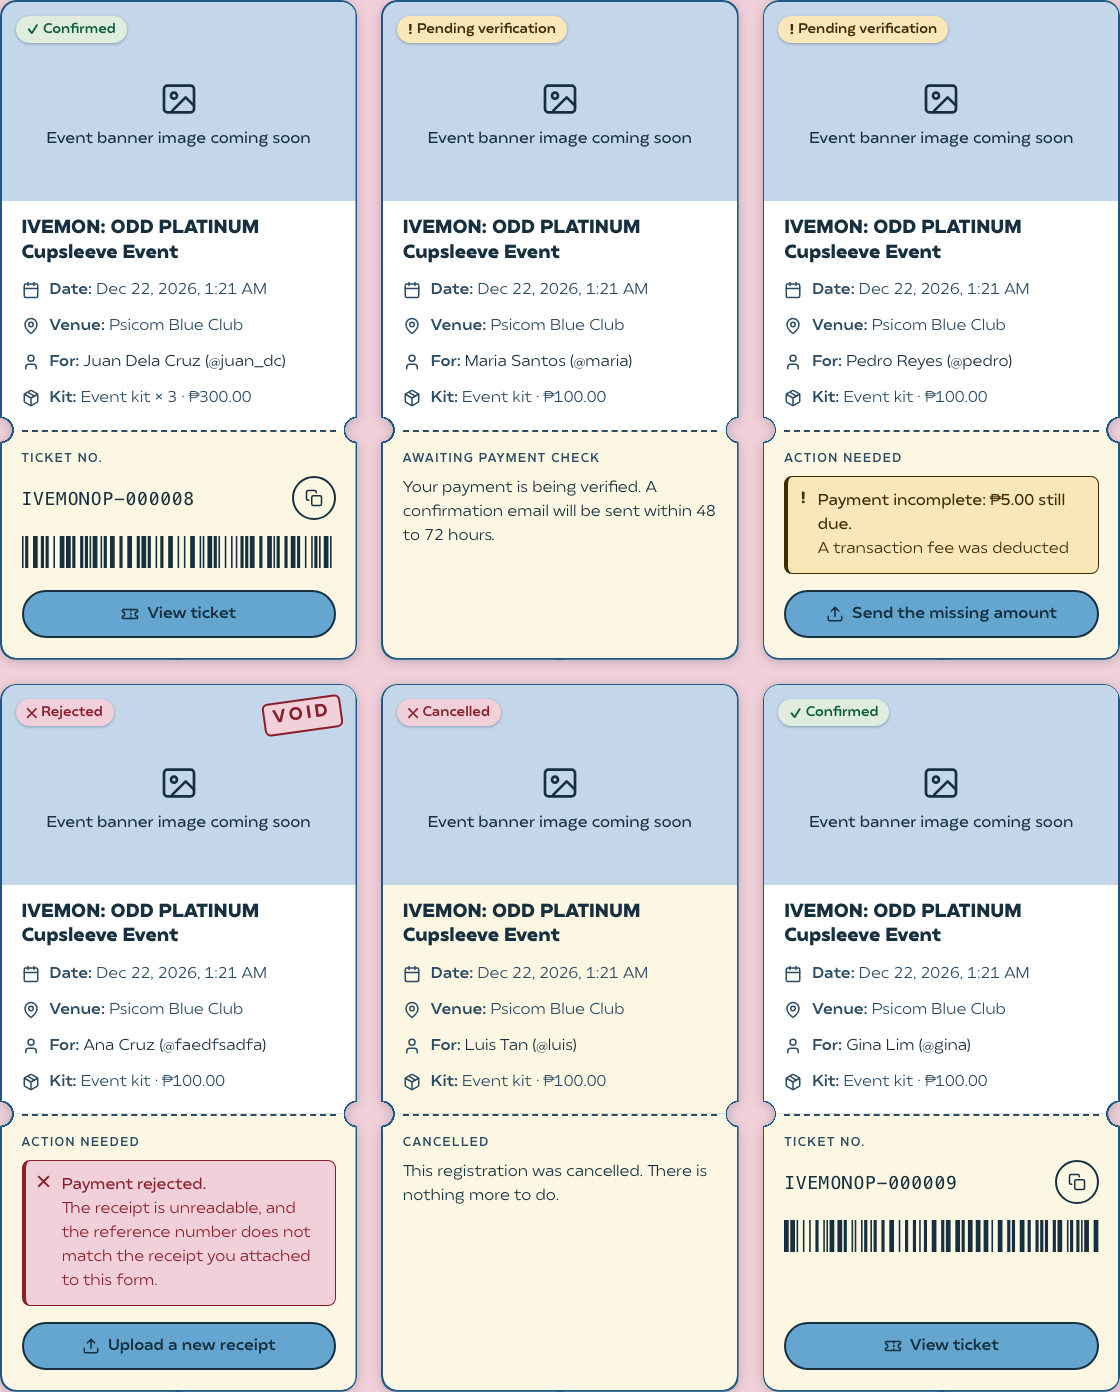 Confirmed
Event banner image coming soon
IVEMON: ODD PLATINUM
Cupsleeve Event
Date: Dec 22, 2026, 1:21 AM
Venue: Psicom Blue Club
For: Juan Dela Cruz (@juan_dc)
Kit: Event kit × 3 · ₱300.00
TICKET NO.
IVEMONOP-000008
View ticket
! Pending verification
Event banner image coming soon
IVEMON: ODD PLATINUM
Cupsleeve Event
Date: Dec 22, 2026, 1:21 AM
Venue: Psicom Blue Club
For: Maria Santos (@maria)
Kit: Event kit · ₱100.00
AWAITING PAYMENT CHECK
Your payment is being verified. A
confirmation email will be sent within 48
to 72 hours.
! Pending verification
Event banner image coming soon
IVEMON: ODD PLATINUM
Cupsleeve Event
Date: Dec 22, 2026, 1:21 AM
Venue: Psicom Blue Club
For: Pedro Reyes (@pedro)
Kit: Event kit · ₱100.00
ACTION NEEDED
! Payment incomplete: ₱5.00 still
due.
A transaction fee was deducted
Send the missing amount
Rejected
VOID
Event banner image coming soon
IVEMON: ODD PLATINUM
Cupsleeve Event
Date: Dec 22, 2026, 1:21 AM
Venue: Psicom Blue Club
For: Ana Cruz (@faedfsadfa)
Kit: Event kit · ₱100.00
ACTION NEEDED
Payment rejected.
The receipt is unreadable, and
the reference number does not
match the receipt you attached
to this form.
Upload a new receipt
Cancelled
Event banner image coming soon
IVEMON: ODD PLATINUM
Cupsleeve Event
Date: Dec 22, 2026, 1:21 AM
Venue: Psicom Blue Club
For: Luis Tan (@luis)
Kit: Event kit · ₱100.00
CANCELLED
This registration was cancelled. There is
nothing more to do.
Confirmed
Event banner image coming soon
IVEMON: ODD PLATINUM
Cupsleeve Event
Date: Dec 22, 2026, 1:21 AM
Venue: Psicom Blue Club
For: Gina Lim (@gina)
Kit: Event kit · ₱100.00
TICKET NO.
IVEMONOP-000009
View ticket